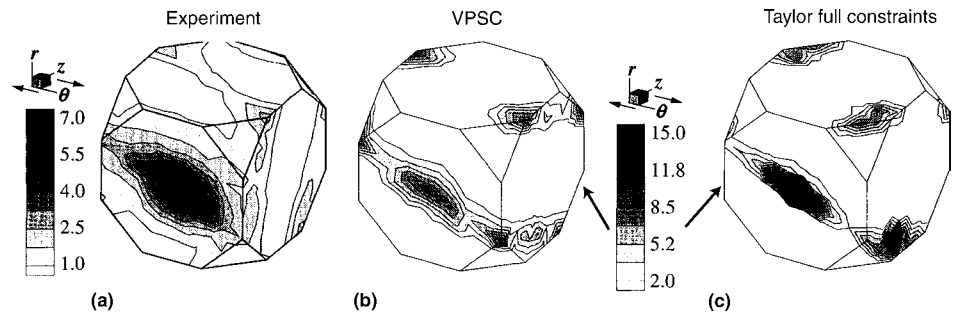 Experiment
VPSC
Taylor full constraints
r
z
θ
7.0
5.5
4.0
2.5
1.0
r
z
θ
15.0
11.8
8.5
5.2
2.0
(a)
(b)
(c)